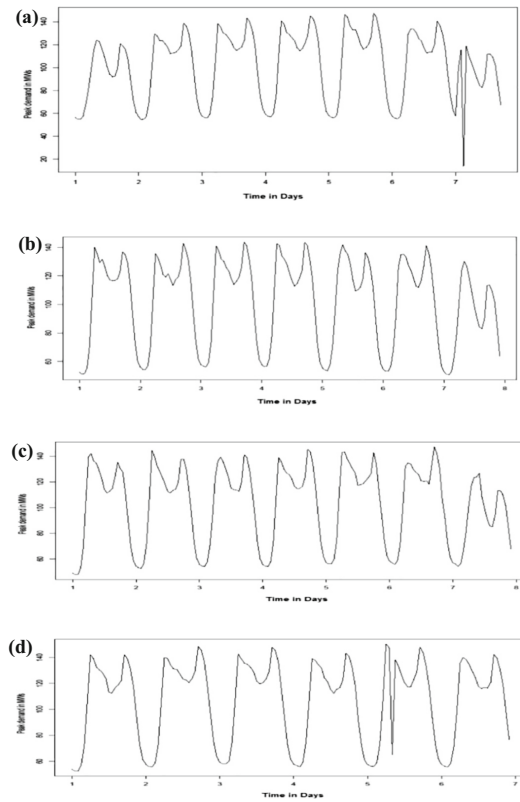 (a)
Peak demand in MWs
20 40 60 80 100 120 140
1 2 3 4 5 6 7
Time in Days
(b)
Peak demand in MWs
60 80 100 120 140
1 2 3 4 5 6 7 8
Time in Days
(c)
Peak demand in MWs
60 80 100 120 140
1 2 3 4 5 6 7 8
Time in Days
(d)
Peak demand in MWs
60 80 100 120 140
1 2 3 4 5 6 7
Time in Days